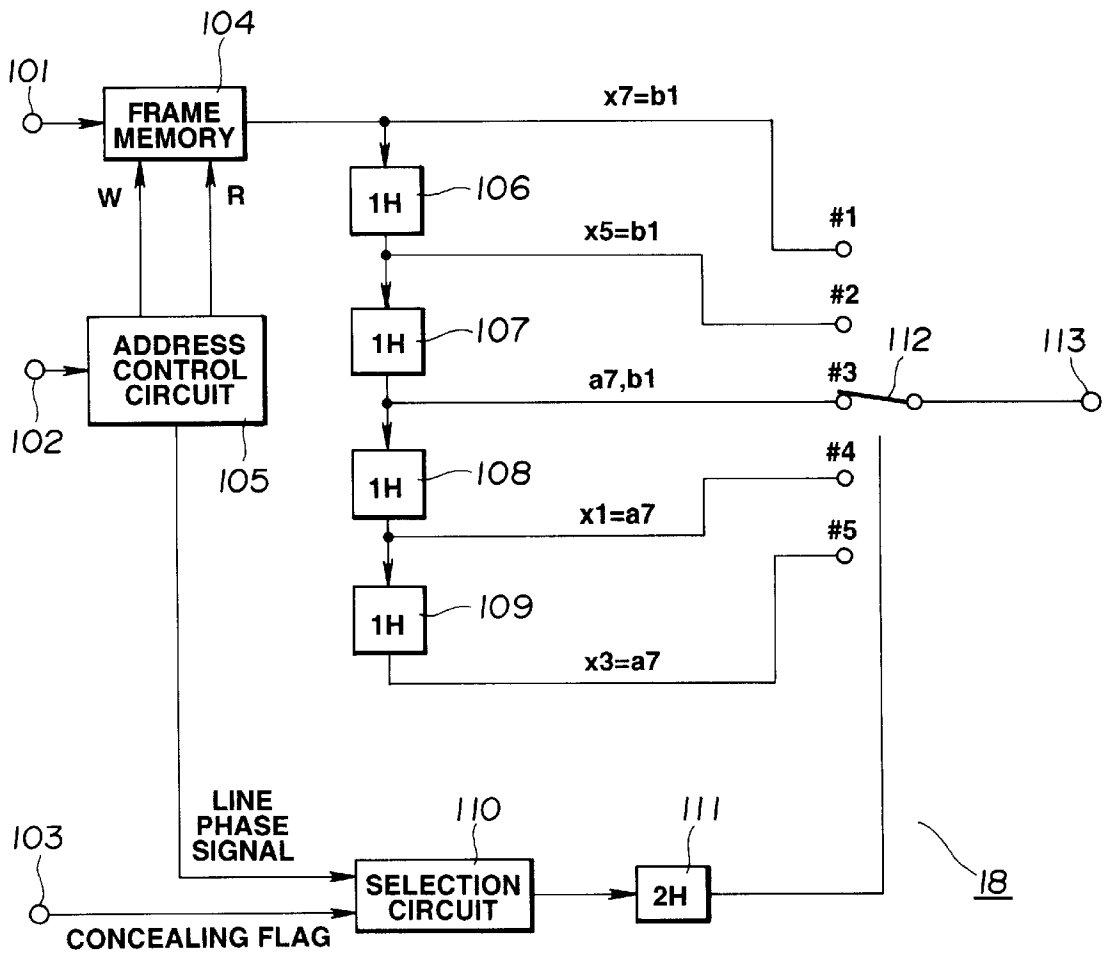 104
101
FRAME
MEMORY
x7=b1
W
R
1H
106
x5=b1
#1
#2
ADDRESS
CONTROL
CIRCUIT
102
105
1H
107
a7,b1
#3
112
113
1H
108
x1=a7
#4
#5
1H
109
x3=a7
LINE
PHASE
SIGNAL
103
110
111
SELECTION
CIRCUIT
2H
18
CONCEALING FLAG